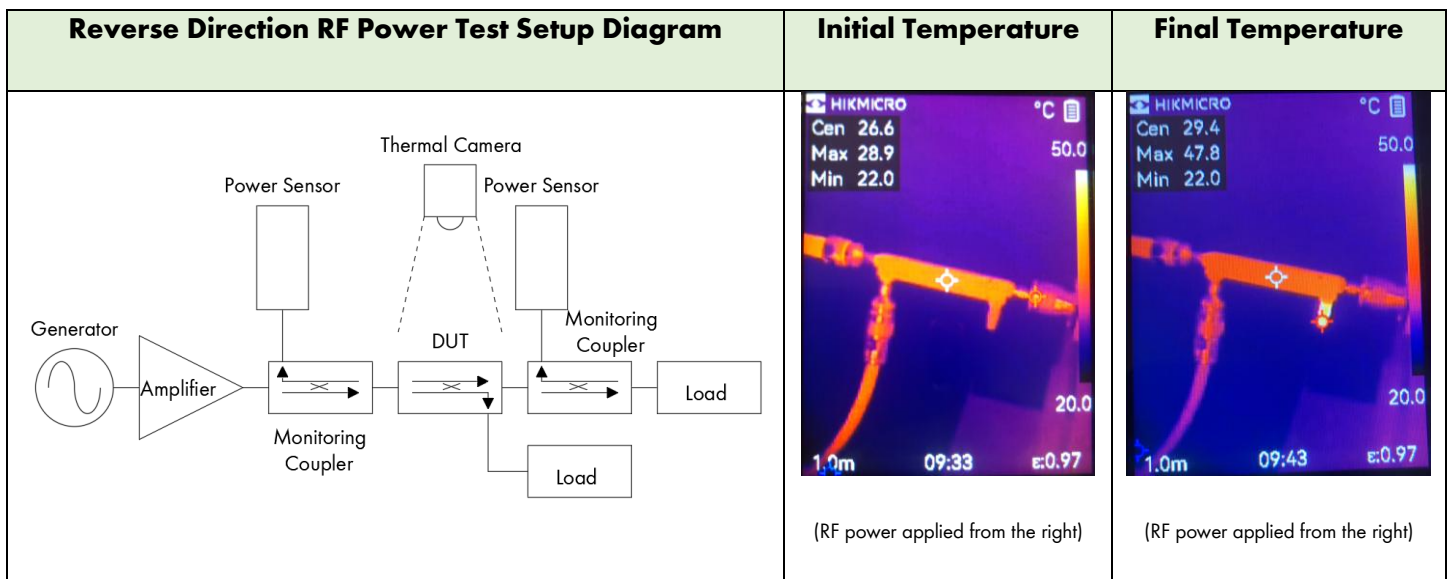 Reverse Direction RF Power Test Setup Diagram
Initial Temperature
Final Temperature
Thermal Camera
Power Sensor
Power Sensor
Generator
Amplifier
DUT
Monitoring
Coupler
Load
Monitoring
Coupler
Load
HIKMICRO °C
Cen 26.6
Max 28.9
Min 22.0
50.0
20.0
1.0m 09:33 ε:0.97
(RF power applied from the right)
HIKMICRO °C
Cen 29.4
Max 47.8
Min 22.0
50.0
20.0
1.0m 09:43 ε:0.97
(RF power applied from the right)